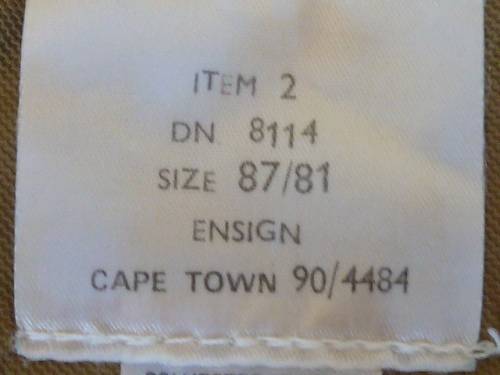 ITEM 2
DN. 8114
SIZE 87/81
ENSIGN
CAPE TOWN 90/4484